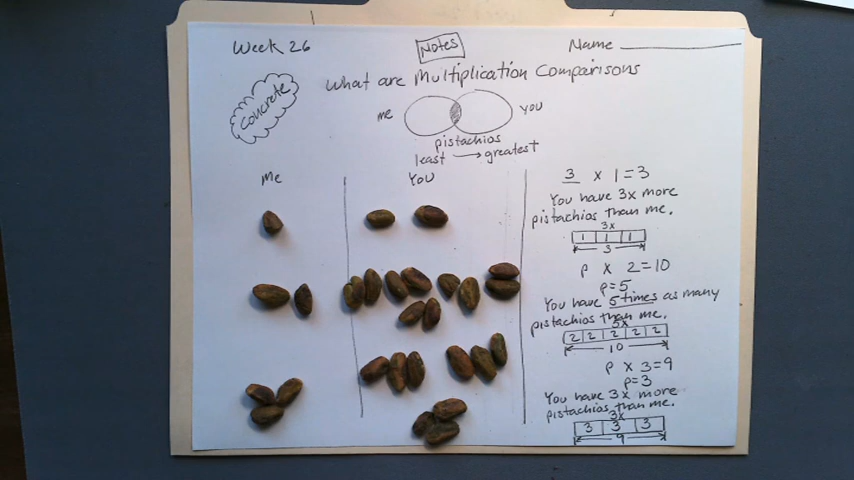 Week 26
Notes
Name
What are Multiplication Comparisons
Concrete
me
you
pistachios
least → greatest
Me
You
3 x 1 = 3
You have 3x more
pistachios than me.
3x
1 1 1
3
p x 2 = 10
p = 5
You have 5 times as many
pistachios than me.
5x
2 2 2 2 2
10
p x 3 = 9
p = 3
You have 3x more
pistachios than me.
3x
3 3 3
9